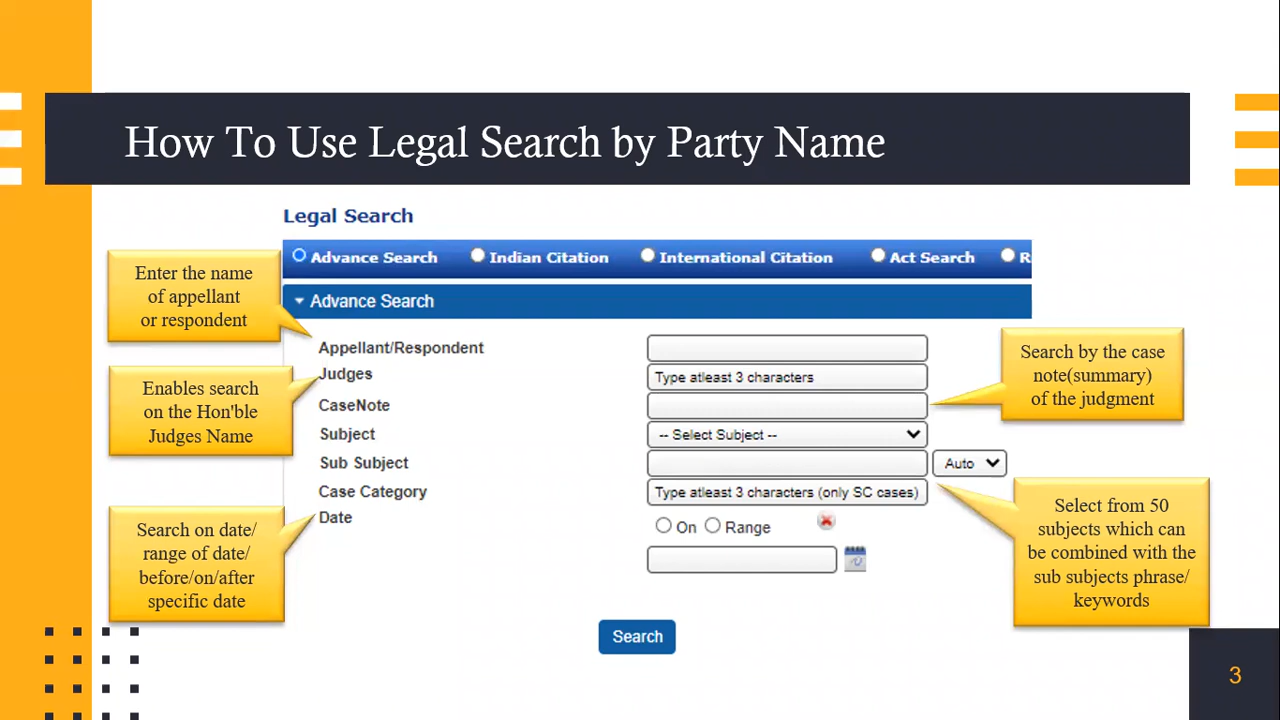 How To Use Legal Search by Party Name
Legal Search
Advance Search Indian Citation International Citation Act Search R
Advance Search
Enter the name
of appellant
or respondent
Appellant/Respondent
Judges
Type atleast 3 characters
Enables search
on the Hon'ble
Judges Name
CaseNote
Search by the case
note(summary)
of the judgment
Subject
-- Select Subject --
Sub Subject
Auto
Case Category
Type atleast 3 characters (only SC cases)
Select from 50
subjects which can
be combined with the
sub subjects phrase/
keywords
Date
On Range
Search on date/
range of date/
before/on/after
specific date
Search
3